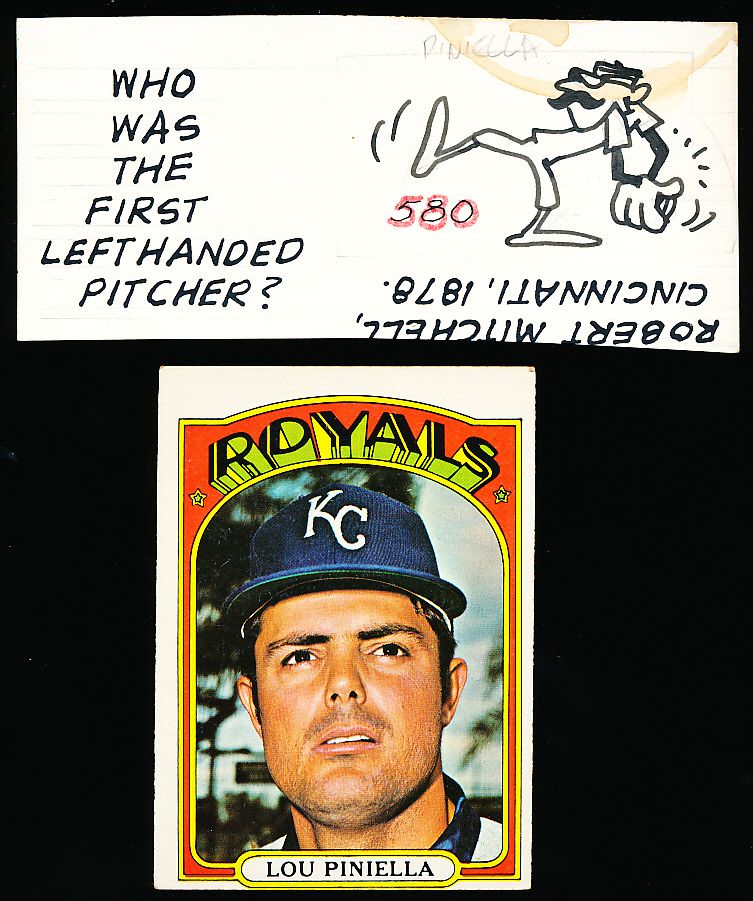 PINIELLA
WHO
WAS
THE
FIRST
LEFTHANDED
PITCHER?
580
ROBERT MITCHELL,
CINCINNATI, 1878.
ROYALS
KC
LOU PINIELLA